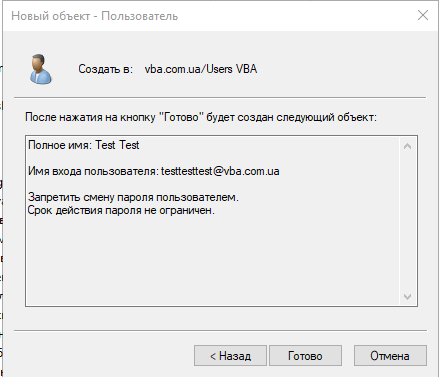 Новый объект - Пользователь
Создать в: vba.com.ua/Users VBA
После нажатия на кнопку "Готово" будет создан следующий объект:
Полное имя: Test Test
Имя входа пользователя: testtesttest@vba.com.ua
Запретить смену пароля пользователем.
Срок действия пароля не ограничен.
< Назад
Готово
Отмена